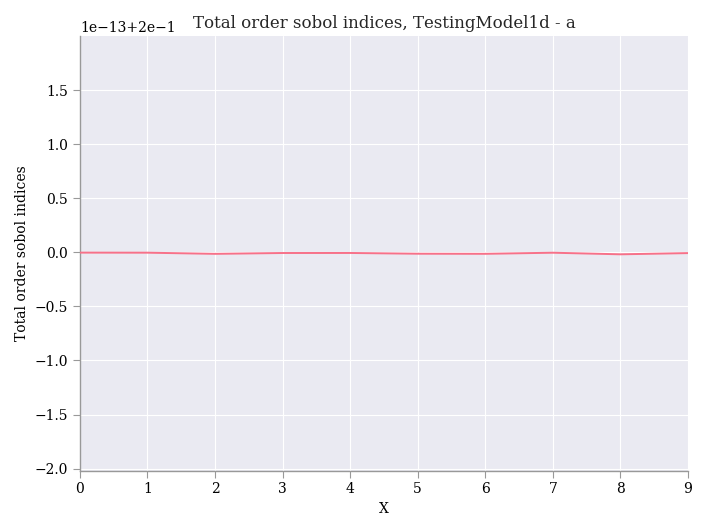 1e−13+2e−1
Total order sobol indices, TestingModel1d - a
Total order sobol indices
1.5
1.0
0.5
0.0
−0.5
−1.0
−1.5
−2.0
0 1 2 3 4 5 6 7 8 9
X